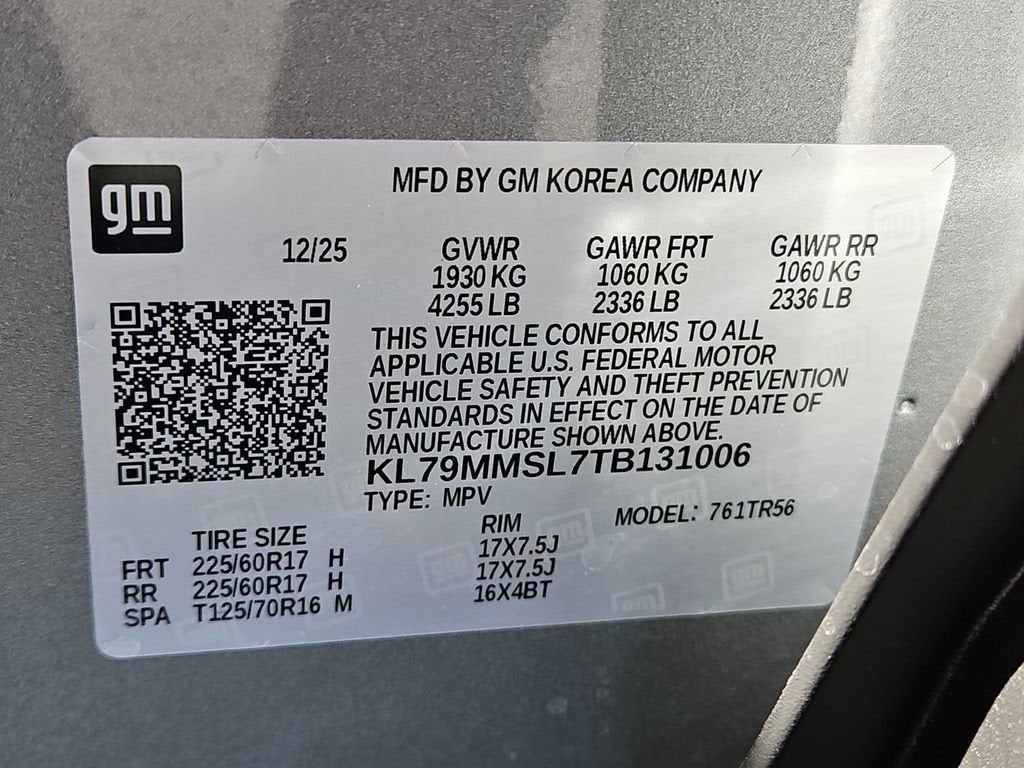 gm
MFD BY GM KOREA COMPANY
12/25 GVWR GAWR FRT GAWR RR
1930 KG 1060 KG 1060 KG
4255 LB 2336 LB 2336 LB
THIS VEHICLE CONFORMS TO ALL
APPLICABLE U.S. FEDERAL MOTOR
VEHICLE SAFETY AND THEFT PREVENTION
STANDARDS IN EFFECT ON THE DATE OF
MANUFACTURE SHOWN ABOVE.
KL79MMSL7TB131006
TYPE: MPV MODEL: 761TR56
TIRE SIZE RIM
FRT 225/60R17 H 17X7.5J
RR 225/60R17 H 17X7.5J
SPA T125/70R16 M 16X4BT